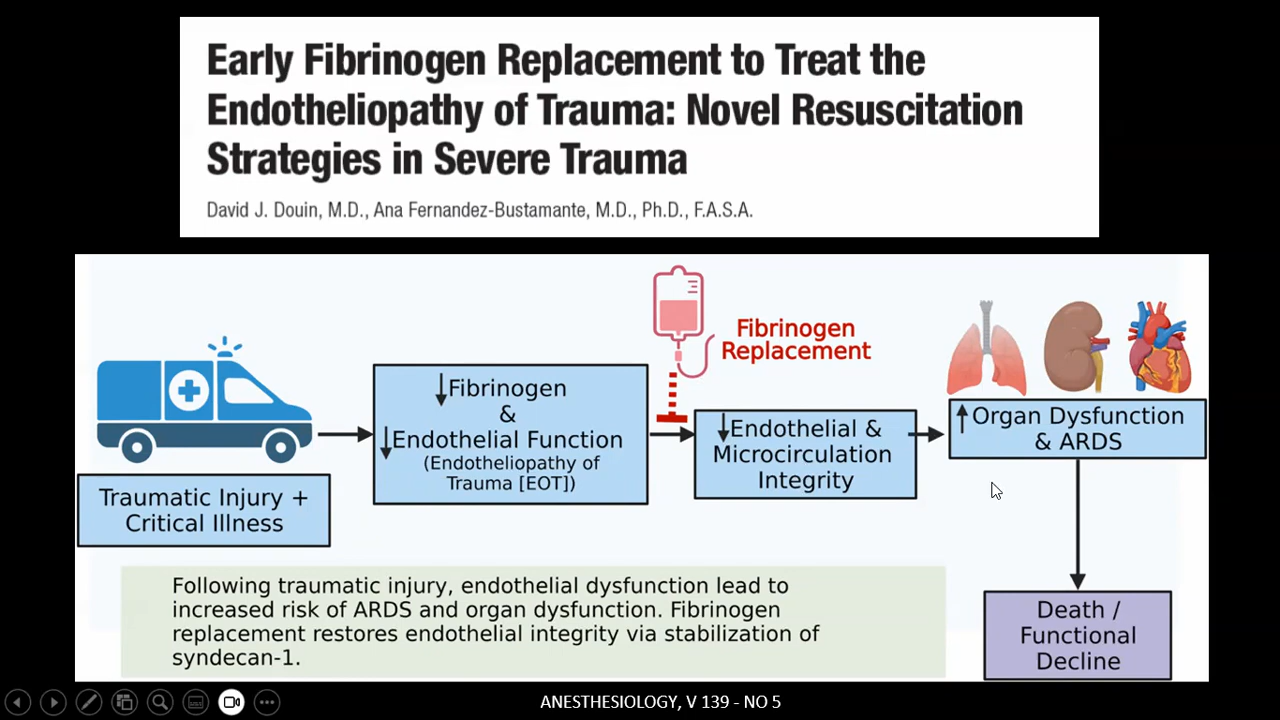 Early Fibrinogen Replacement to Treat the
Endotheliopathy of Trauma: Novel Resuscitation
Strategies in Severe Trauma
David J. Douin, M.D., Ana Fernandez-Bustamante, M.D., Ph.D., F.A.S.A.
Fibrinogen
Replacement
Traumatic Injury +
Critical Illness
↓Fibrinogen
&
↓Endothelial Function
(Endotheliopathy of
Trauma [EOT])
↓Endothelial &
Microcirculation
Integrity
↑Organ Dysfunction
& ARDS
Death /
Functional
Decline
Following traumatic injury, endothelial dysfunction lead to
increased risk of ARDS and organ dysfunction. Fibrinogen
replacement restores endothelial integrity via stabilization of
syndecan-1.
ANESTHESIOLOGY, V 139 - NO 5